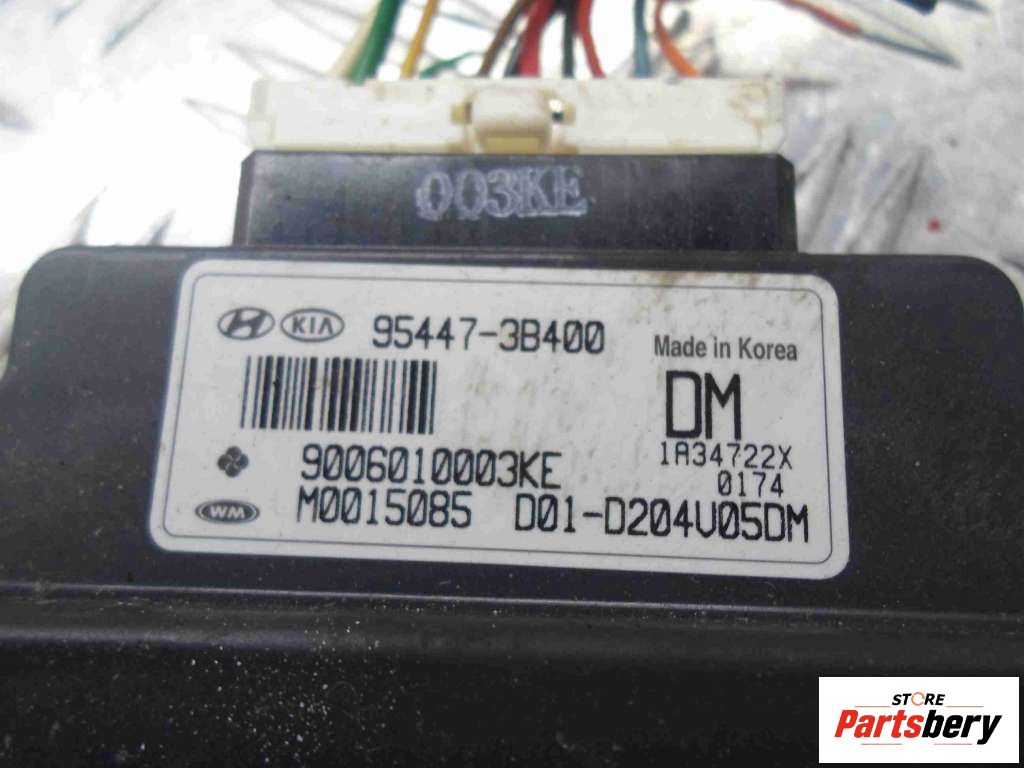 003KE
KIA 95447-3B400 Made in Korea
DM
1A34722X
9006010003KE 0174
WM M0015085 D01-D204V05DM
STORE
Partsbery